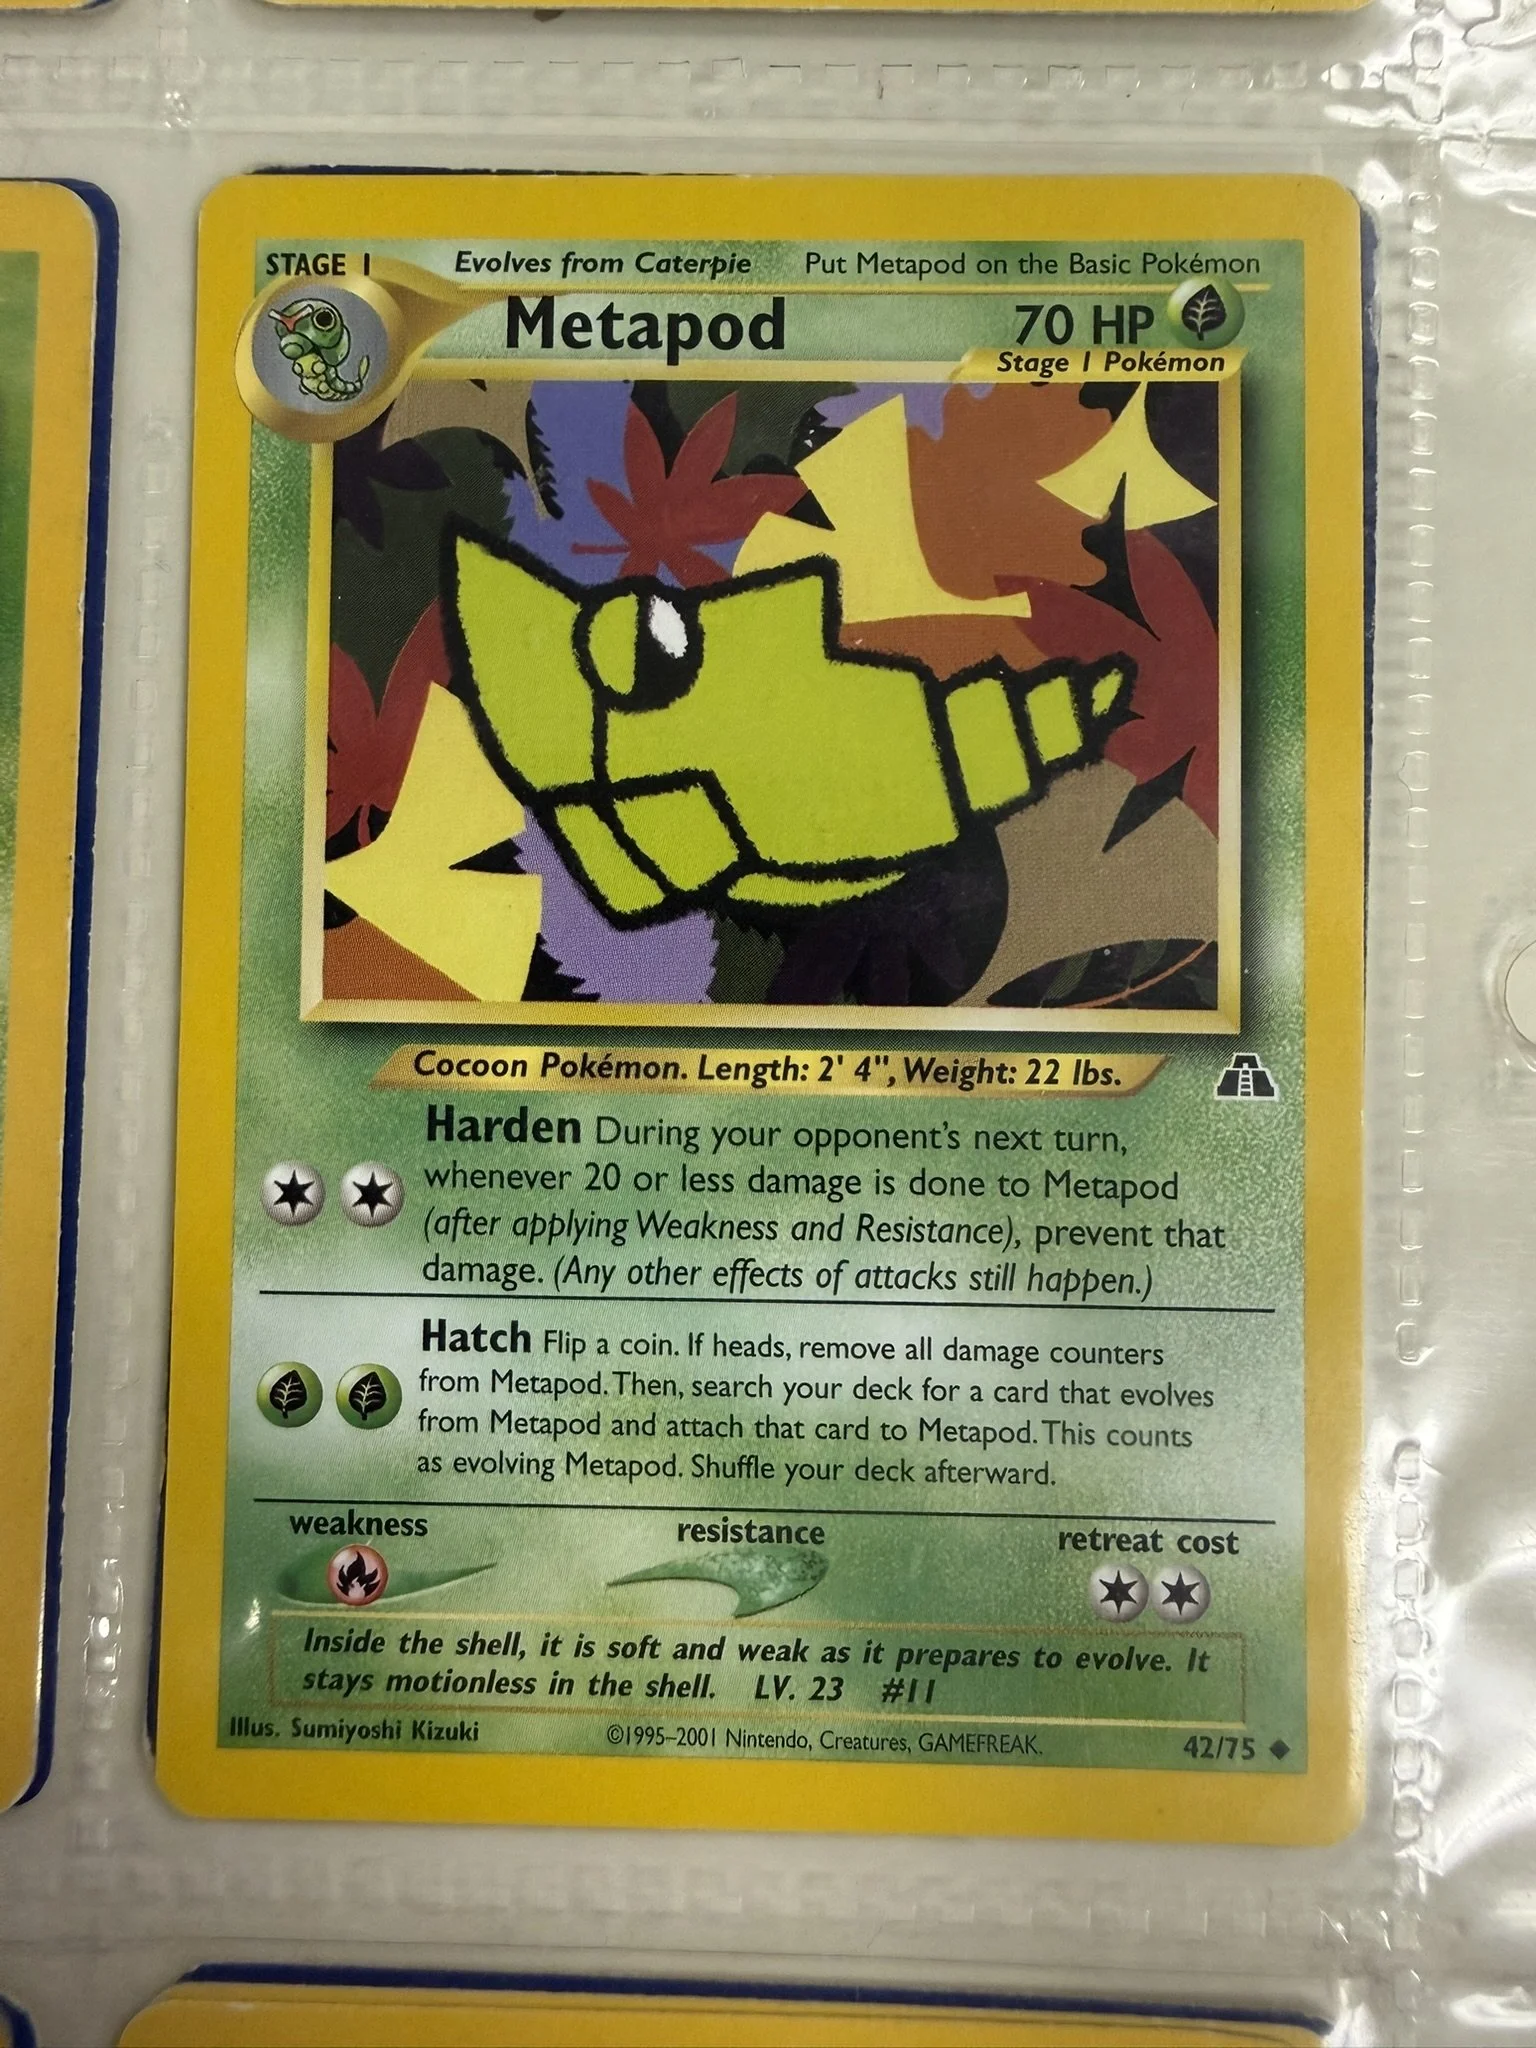 STAGE 1 Evolves from Caterpie Put Metapod on the Basic Pokémon
Metapod 70 HP
Stage 1 Pokémon
Cocoon Pokémon. Length: 2' 4", Weight: 22 lbs.
Harden During your opponent's next turn,
whenever 20 or less damage is done to Metapod
(after applying Weakness and Resistance), prevent that
damage. (Any other effects of attacks still happen.)
Hatch Flip a coin. If heads, remove all damage counters
from Metapod. Then, search your deck for a card that evolves
from Metapod and attach that card to Metapod. This counts
as evolving Metapod. Shuffle your deck afterward.
weakness resistance retreat cost
Inside the shell, it is soft and weak as it prepares to evolve. It
stays motionless in the shell. LV. 23 #11
Illus. Sumiyoshi Kizuki ©1995–2001 Nintendo, Creatures, GAMEFREAK. 42/75